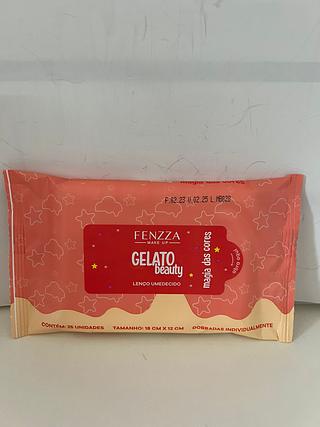 F.02.23 V.02.25 L.MB028
FENZZA
MAKE UP
GELATO
beauty
LENÇO UMEDECIDO
magia das cores
CONTÉM: 25 UNIDADES TAMANHO: 18 CM X 12 CM DOBRADAS INDIVIDUALMENTE